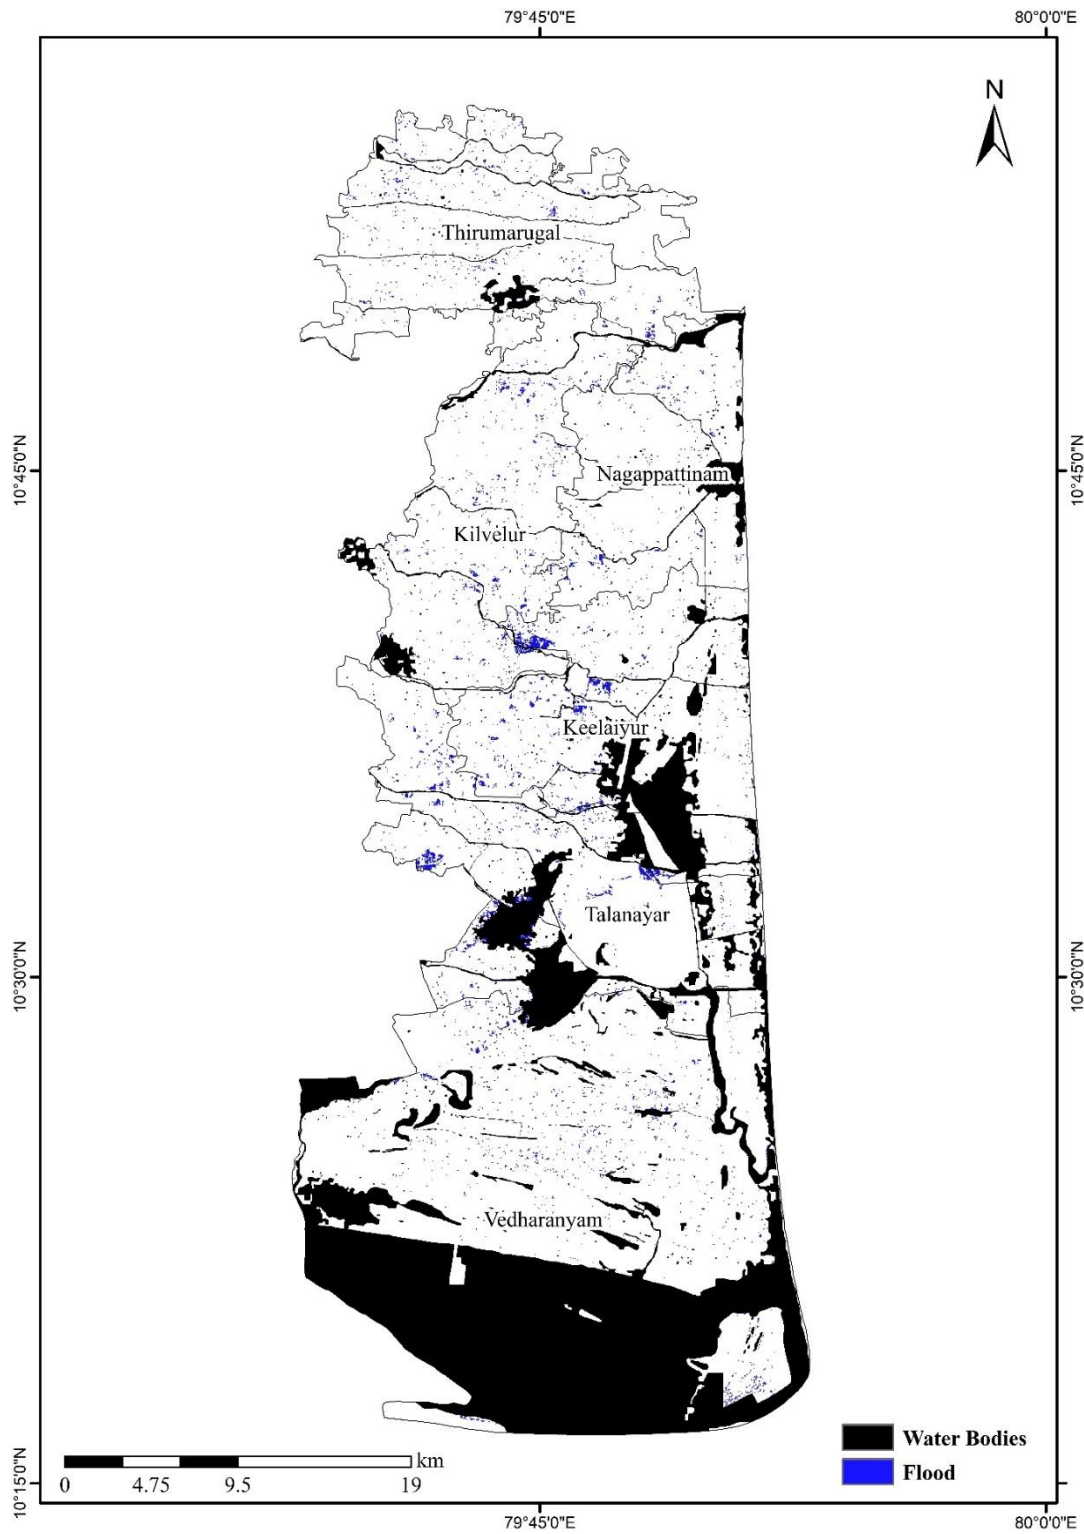 79°45'0"E
80°0'0"E
N
Thirumarugal
10°45'0"N
10°45'0"N
Nagappattinam
Kilvelur
Keelaiyur
Talanayar
10°30'0"N
10°30'0"N
Vedharanyam
Water Bodies
Flood
km
0
4.75
9.5
19
10°15'0"N
79°45'0"E
80°0'0"E